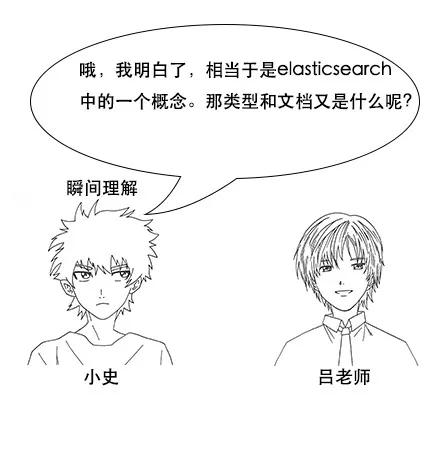 哦，我明白了，相当于是elasticsearch
中的一个概念。那类型和文档又是什么呢？
瞬间理解
小史
吕老师